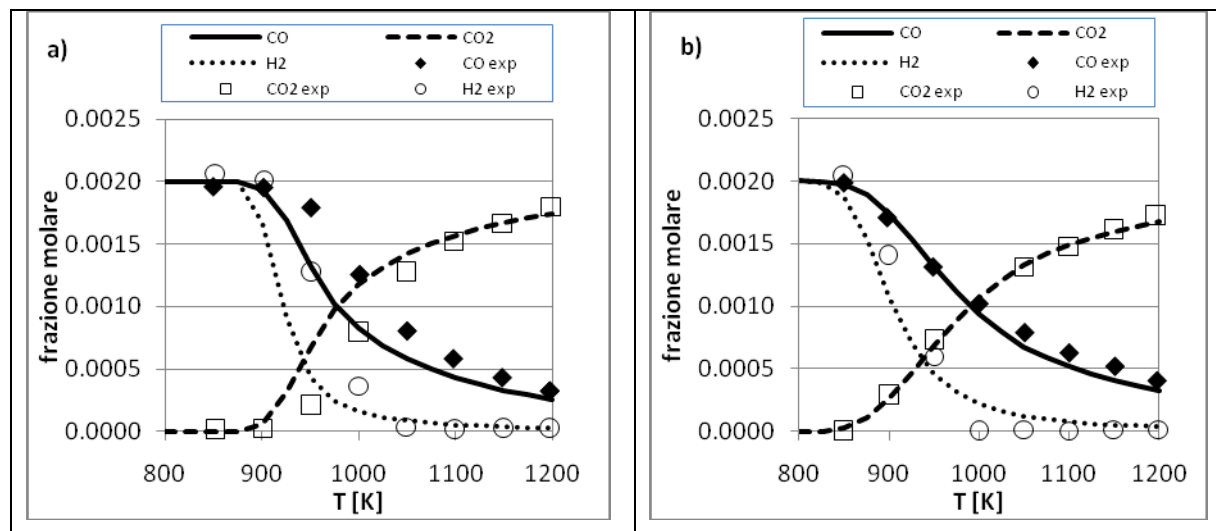 a)
CO CO2
H2 CO exp
CO2 exp H2 exp
0.0025
0.0020
0.0015
0.0010
0.0005
0.0000
frazione molare
800 900 1000 1100 1200
T [K]
b)
CO CO2
H2 CO exp
CO2 exp H2 exp
0.0025
0.0020
0.0015
0.0010
0.0005
0.0000
frazione molare
800 900 1000 1100 1200
T [K]